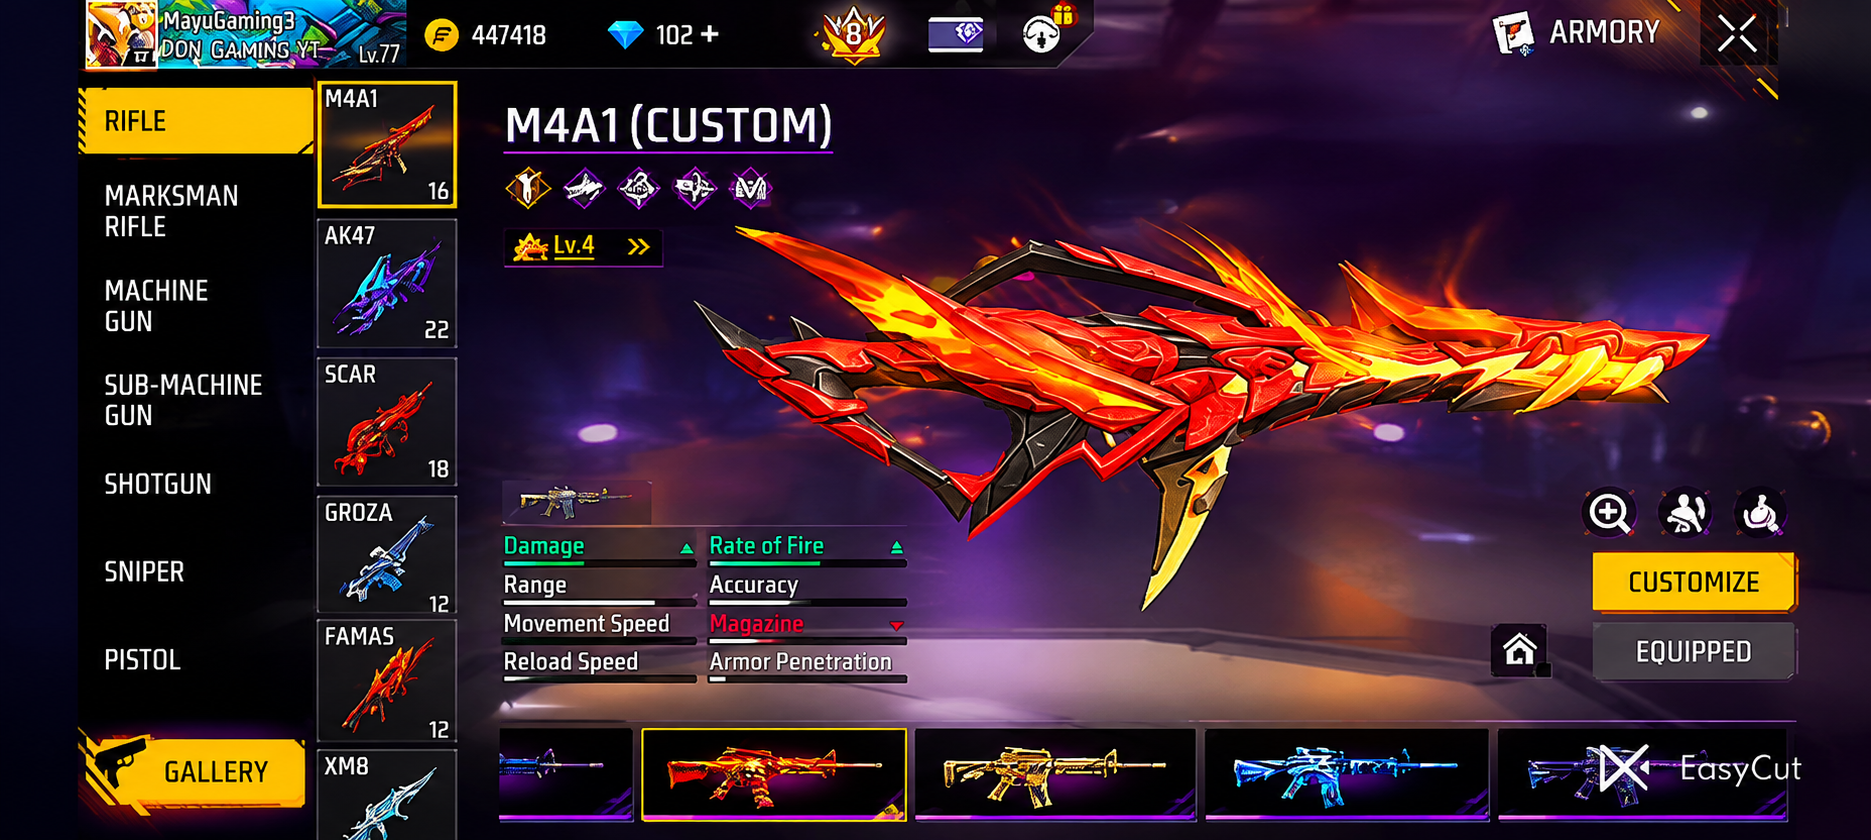 MayuGaming3
DON GAMING YT
Lv.77
447418
102 +
8
ARMORY
RIFLE
MARKSMAN
RIFLE
MACHINE
GUN
SUB-MACHINE
GUN
SHOTGUN
SNIPER
PISTOL
GALLERY
M4A1
16
AK47
22
SCAR
18
GROZA
12
FAMAS
12
XM8
M4A1 (CUSTOM)
Lv.4
Damage
Rate of Fire
Range
Accuracy
Movement Speed
Magazine
Reload Speed
Armor Penetration
CUSTOMIZE
EQUIPPED
EasyCut